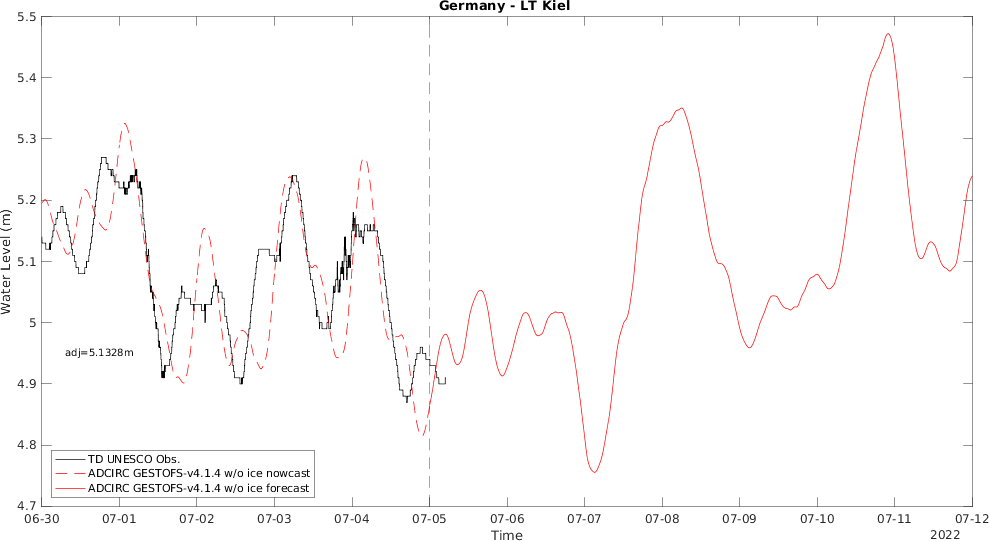 Germany - LT Kiel
5.5
5.4
5.3
5.2
5.1
5
4.9
4.8
4.7
Water Level (m)
adj=5.1328m
TD UNESCO Obs.
ADCIRC GESTOFS-v4.1.4 w/o ice nowcast
ADCIRC GESTOFS-v4.1.4 w/o ice forecast
06-30 07-01 07-02 07-03 07-04 07-05 07-06 07-07 07-08 07-09 07-10 07-11 07-12
Time
2022